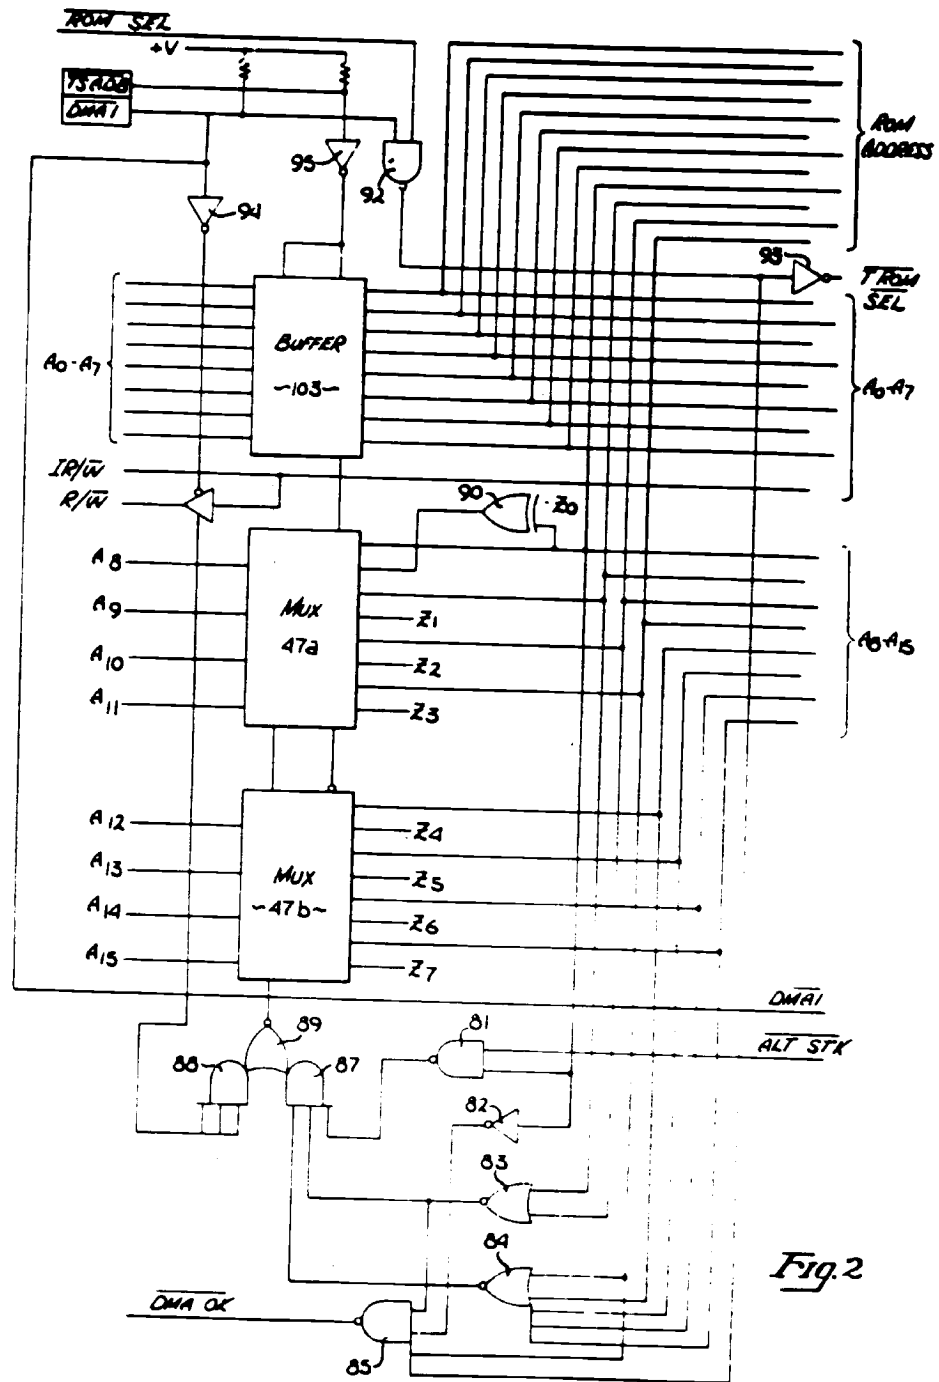 ROM SEL
+V
TSADB
DMA1
95
92
94
ROM
ADDRESS
93
T ROM
SEL
BUFFER
~103~
A0-A7
A0-A7
IR/W̅
R/W̅
90
Z0
A8
A9
A10
A11
MUX
47a
Z1
Z2
Z3
A8-A15
A12
A13
A14
A15
MUX
~47b~
Z4
Z5
Z6
Z7
DMA1
89
88
87
81
ALT STK
82
83
84
Fig. 2
DMA OK
85